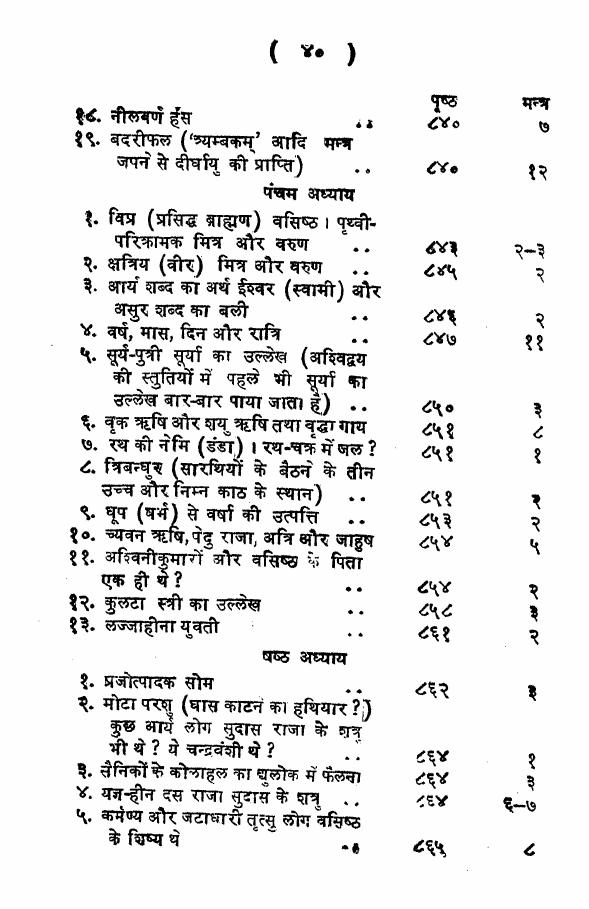 ( ४० )
पृष्ठ मन्त्र
१८. नीलवर्ण हंस .. ८४० ७
१९. बदरीफल ('त्र्यम्बकम्' आदि मन्त्र
जपने से दीर्घायु की प्राप्ति) .. ८४० १२
पंचम अध्याय
१. विप्र (प्रसिद्ध ब्राह्मण) वसिष्ठ। पृथ्वी-
परिक्रामक मित्र और वरुण .. ८४३ २-३
२. क्षत्रिय (वीर) मित्र और वरुण .. ८४५ २
३. आर्य शब्द का अर्थ ईश्वर (स्वामी) और
असुर शब्द का बली .. ८४६ २
४. वर्ष, मास, दिन और रात्रि .. ८४७ ११
५. सूर्य-पुत्री सूर्या का उल्लेख (अश्विद्वय
की स्तुतियों में पहले भी सूर्या का
उल्लेख बार-बार पाया जाता है) .. ८५० ३
६. वृक ऋषि और शयु ऋषि तथा वृद्धा गाय ८५१ ८
७. रथ की नेमि (डंडा)। रथ-चक्र में जल? ८५१ १
८. त्रिबन्धुर (सारथियों के बैठने के तीन
उच्च और निम्न काठ के स्थान) .. ८५१ २
९. धूप (घर्म) से वर्षा की उत्पत्ति .. ८५३ २
१०. च्यवन ऋषि, पेदु राजा, अत्रि और जाहुष ८५४ ५
११. अश्विनीकुमारों और वसिष्ठ के पिता
एक ही थे? .. ८५४ २
१२. कुलटा स्त्री का उल्लेख .. ८५८ ३
१३. लज्जाहीना युवती .. ८६१ २
षष्ठ अध्याय
१. प्रजोत्पादक सोम .. ८६२ ३
२. मोटा परशु (घास काटने का हथियार?)
कुछ आर्य लोग सुदास राजा के शत्रु
भी थे? ये चन्द्रवंशी थे? .. ८६४ १
३. सैनिकों के कोलाहल का द्युलोक में फैलना ८६४ ३
४. यज्ञ-हीन दस राजा सुदास के शत्रु .. ८६४ ६-७
५. कर्मण्य और जटाधारी तृत्सु लोग वसिष्ठ
के शिष्य थे .. ८६५ ८